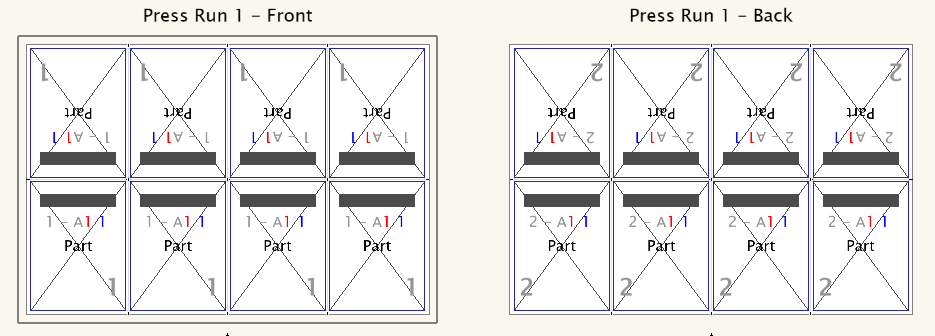 Press Run 1 – Front
Press Run 1 – Back
1 1 1 1
2 2 2 2
Part Part Part Part
Part Part Part Part
1 – A1 1 1 – A1 1 1 – A1 1 1 – A1 1
2 – A1 1 2 – A1 1 2 – A1 1 2 – A1 1
1 – A1 1 1 – A1 1 1 – A1 1 1 – A1 1
2 – A1 1 2 – A1 1 2 – A1 1 2 – A1 1
Part Part Part Part
Part Part Part Part
1 1 1 1
2 2 2 2